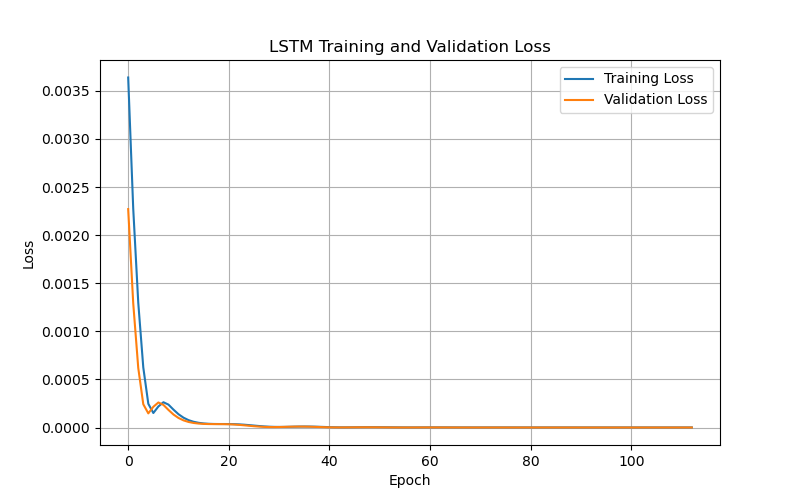 LSTM Training and Validation Loss
Training Loss
Validation Loss
Loss
0.0035
0.0030
0.0025
0.0020
0.0015
0.0010
0.0005
0.0000
0 20 40 60 80 100
Epoch